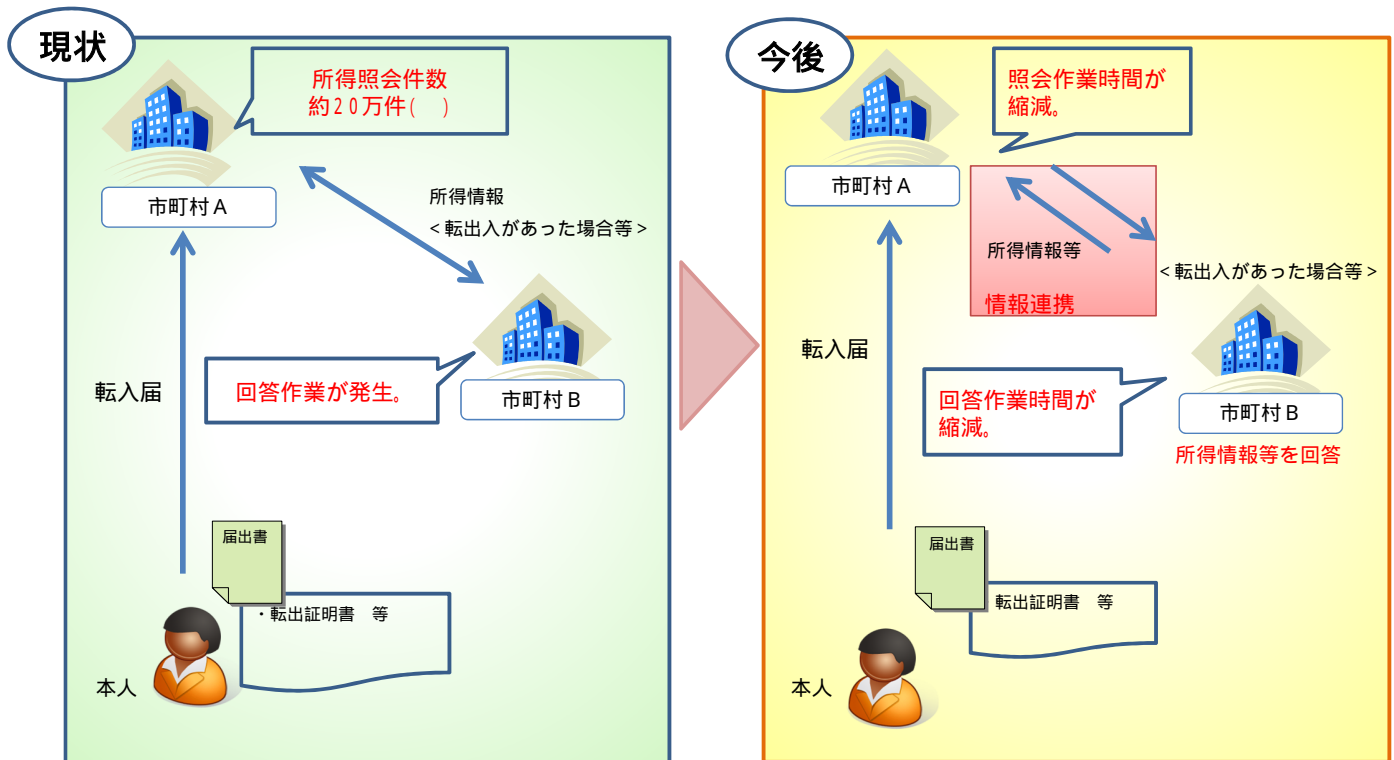 現状
所得照会件数
約20万件(　)
市町村A
所得情報
<転出入があった場合等>
回答作業が発生。
市町村B
転入届
届出書
・転出証明書　等
本人
今後
照会作業時間が
縮減。
市町村A
所得情報等
<転出入があった場合等>
情報連携
転入届
回答作業時間が
縮減。
市町村B
所得情報等を回答
届出書
転出証明書　等
本人